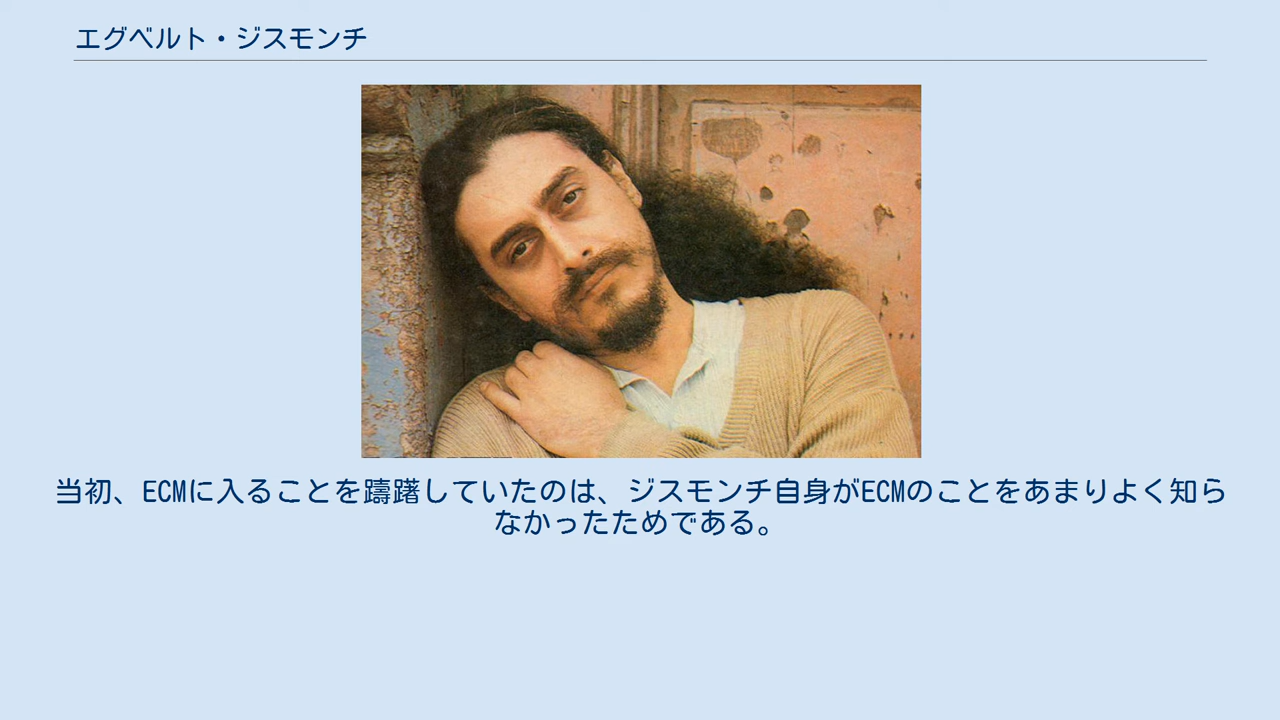 エグベルト・ジスモンチ
当初、ECMに入ることを躊躇していたのは、ジスモンチ自身がECMのことをあまりよく知ら
なかったためである。